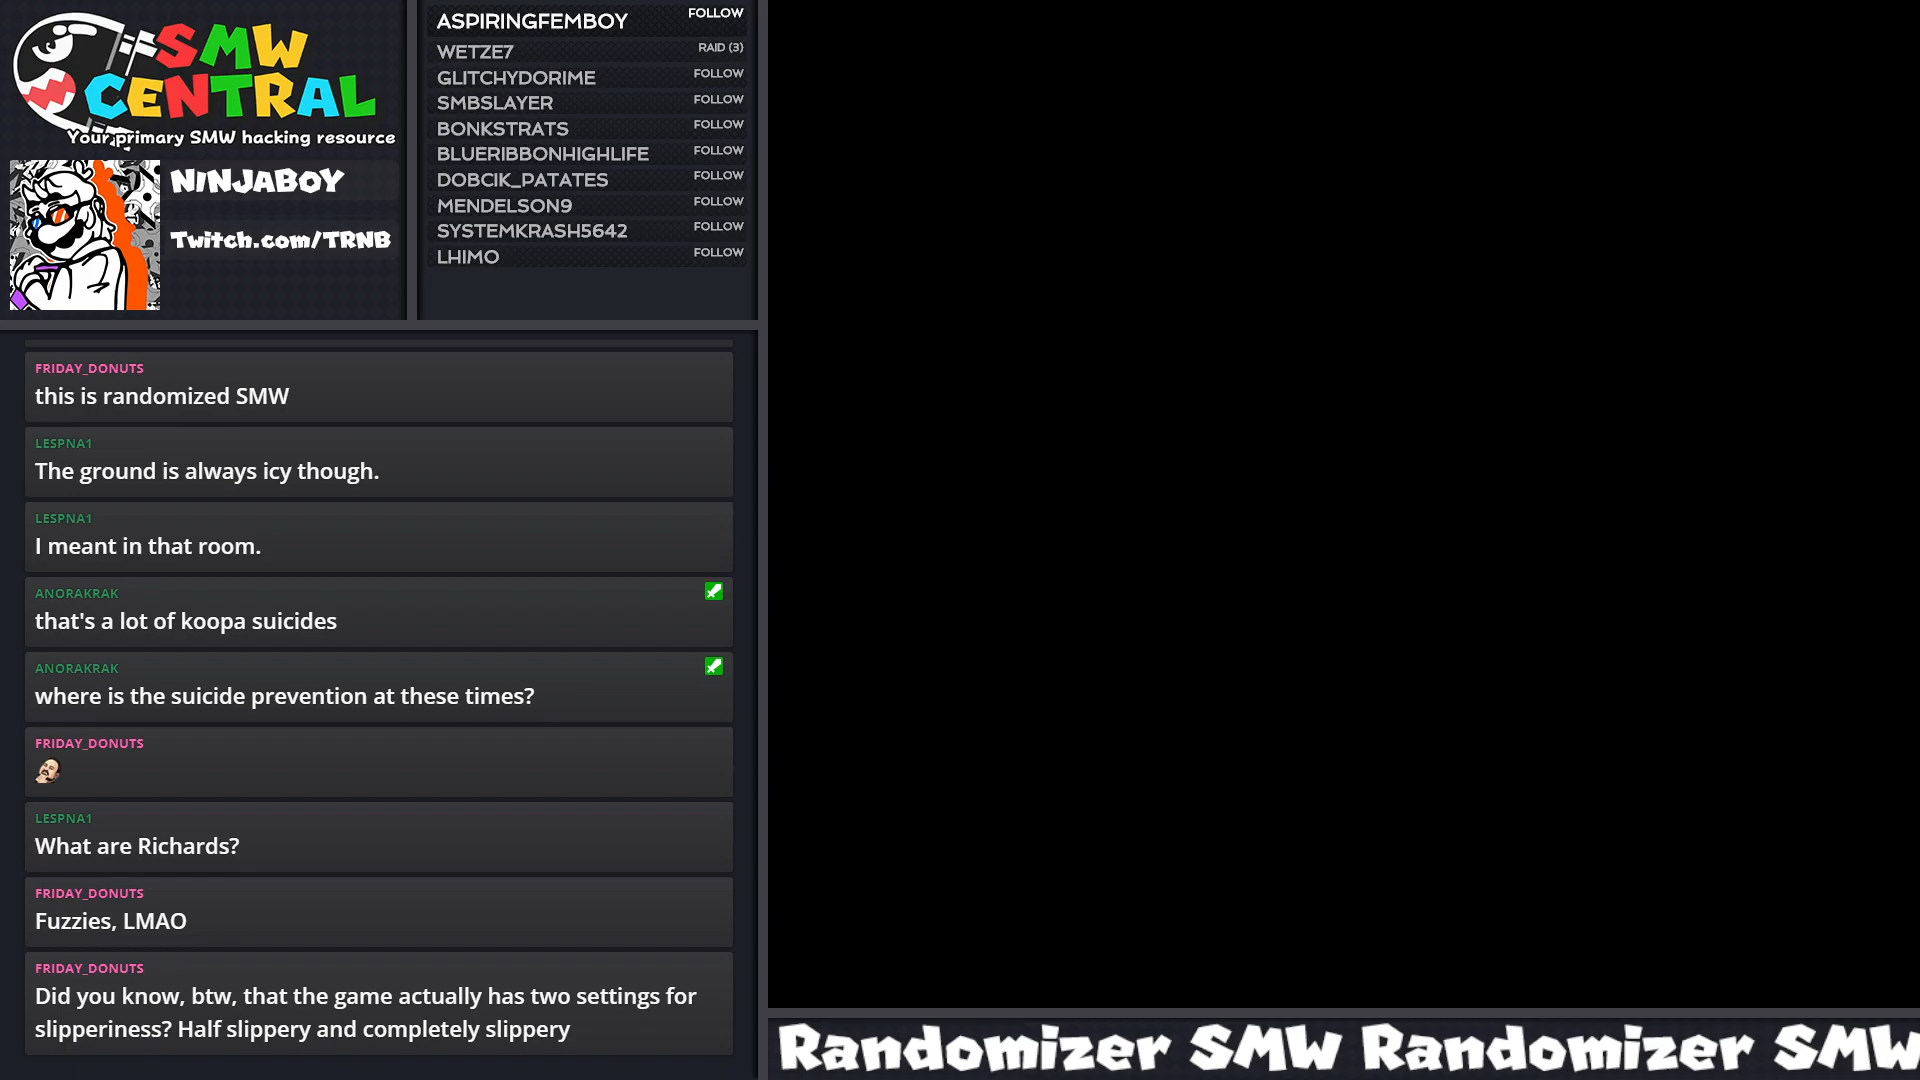 SMW
CENTRAL
Your primary SMW hacking resource
NINJABOY
Twitch.com/TRNB
ASPIRINGFEMBOY FOLLOW
WETZE7 RAID (3)
GLITCHYDORIME FOLLOW
SMBSLAYER FOLLOW
BONKSTRATS FOLLOW
BLUERIBBONHIGHLIFE FOLLOW
DOBCIK_PATATES FOLLOW
MENDELSON9 FOLLOW
SYSTEMKRASH5642 FOLLOW
LHIMO FOLLOW
FRIDAY_DONUTS
this is randomized SMW
LESPNA1
The ground is always icy though.
LESPNA1
I meant in that room.
ANORAKRAK
that's a lot of koopa suicides
ANORAKRAK
where is the suicide prevention at these times?
FRIDAY_DONUTS
LESPNA1
What are Richards?
FRIDAY_DONUTS
Fuzzies, LMAO
FRIDAY_DONUTS
Did you know, btw, that the game actually has two settings for
slipperiness? Half slippery and completely slippery
Randomizer SMW Randomizer SMW